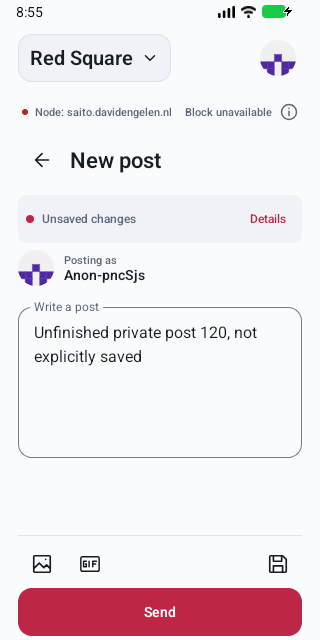 8:55
Red Square
Node: saito.davidengelen.nl Block unavailable
New post
Unsaved changes Details
Posting as
Anon-pncSjs
Write a post
Unfinished private post 120, not
explicitly saved
GIF
Send